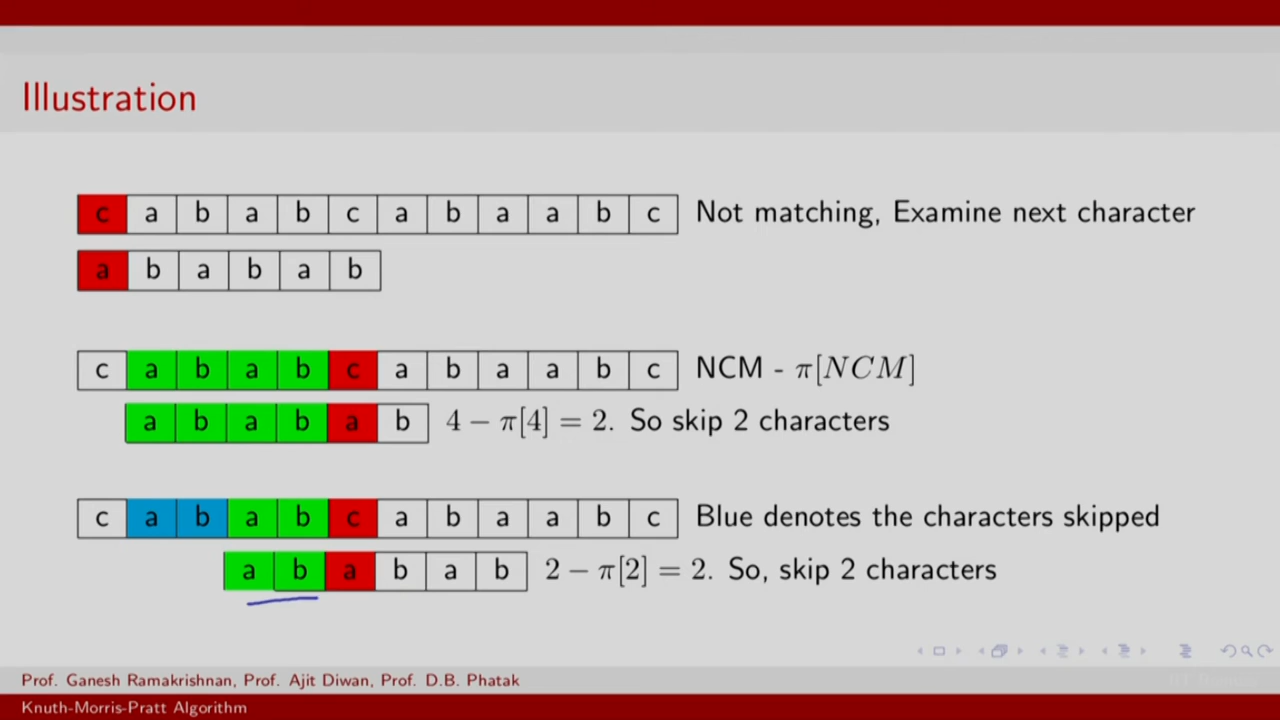 Illustration
c a b a b c a b a a b c Not matching, Examine next character
a b a b a b
c a b a b c a b a a b c NCM - π[NCM]
a b a b a b 4 − π[4] = 2. So skip 2 characters
c a b a b c a b a a b c Blue denotes the characters skipped
a b a b a b 2 − π[2] = 2. So, skip 2 characters
Prof. Ganesh Ramakrishnan, Prof. Ajit Diwan, Prof. D.B. Phatak
Knuth-Morris-Pratt Algorithm